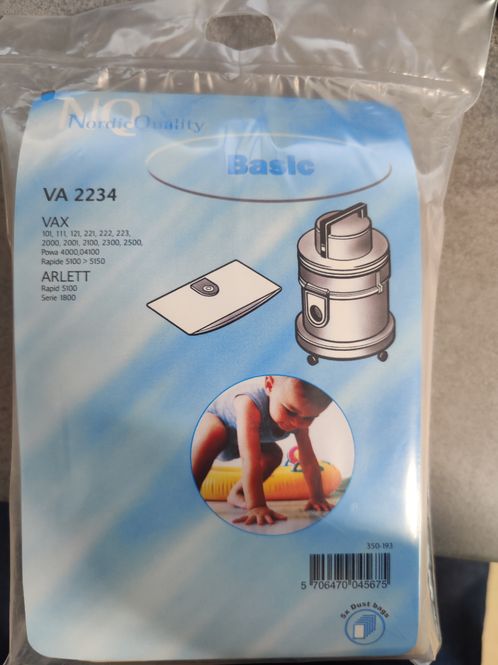 NQ
NordicQuality
Basic
VA 2234
VAX
101, 111, 121, 221, 222, 223,
2000, 2001, 2100, 2300, 2500,
Powa 4000,04100
Rapide 5100 > 5150
ARLETT
Rapid 5100
Serie 1800
350-193
5 706470 045675
5x Dust bags